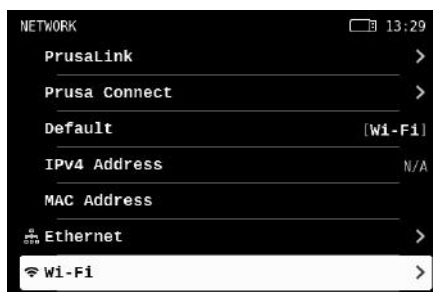 NETWORK 13:29
PrusaLink >
Prusa Connect >
Default [Wi-Fi]
IPv4 Address N/A
MAC Address
Ethernet >
Wi-Fi >